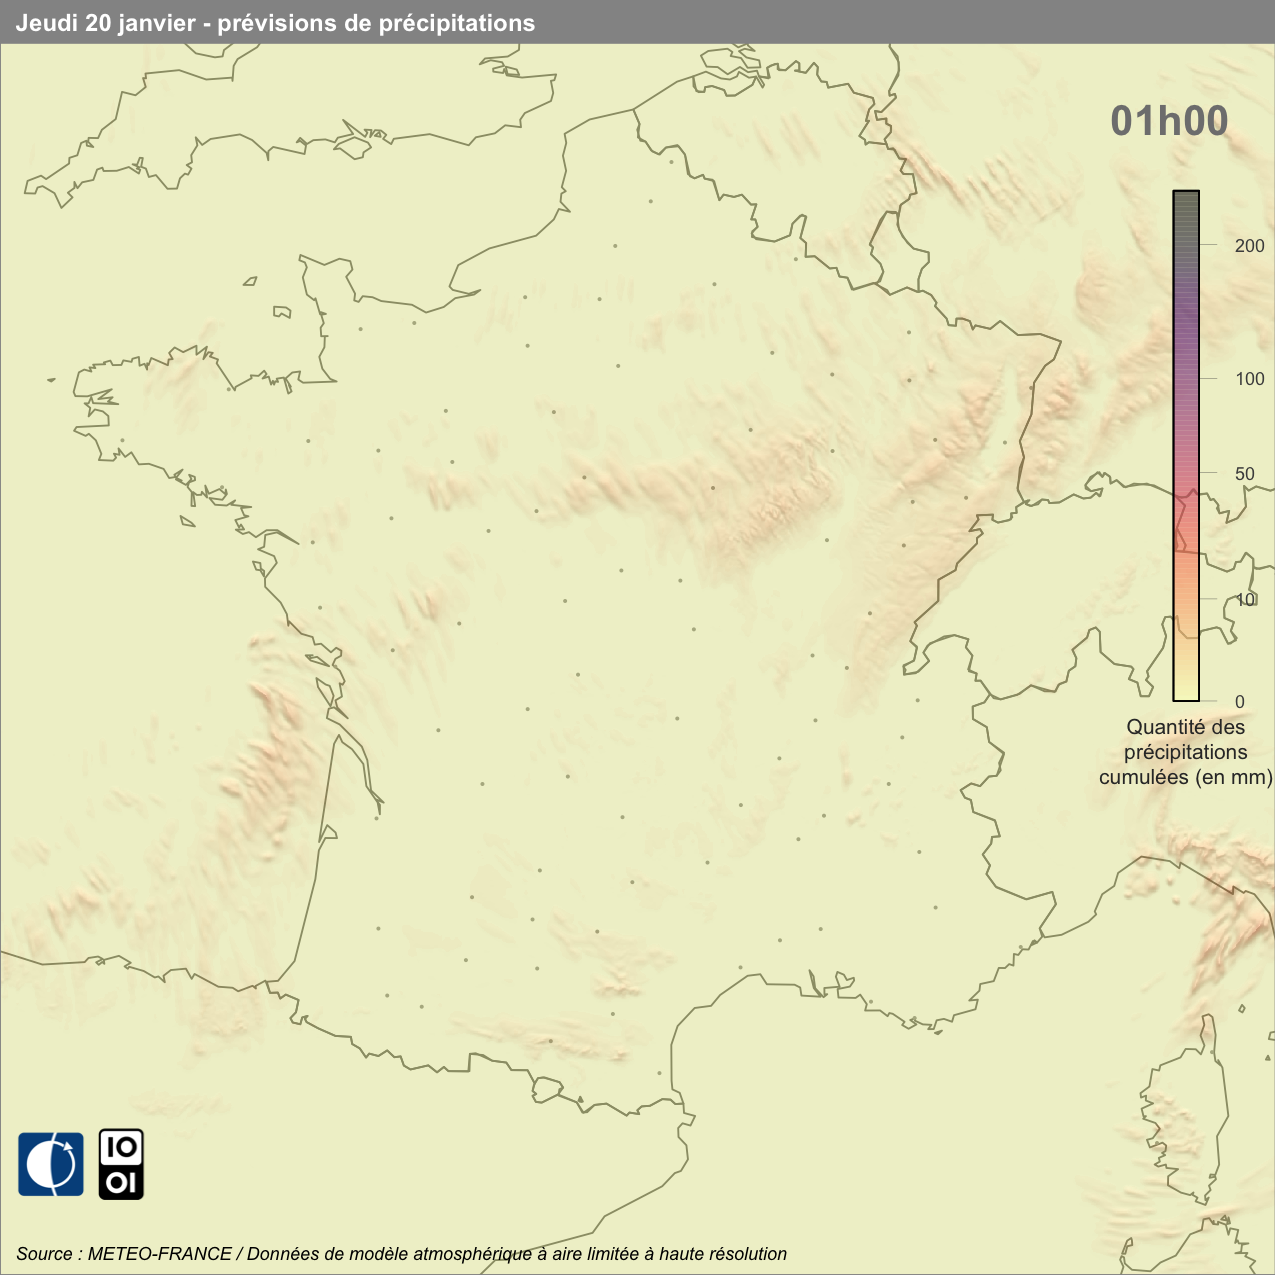 Jeudi 20 janvier - prévisions de précipitations
01h00
200
100
50
10
0
Quantité des
précipitations
cumulées (en mm)
IO
OI
Source : METEO-FRANCE / Données de modèle atmosphérique à aire limitée à haute résolution